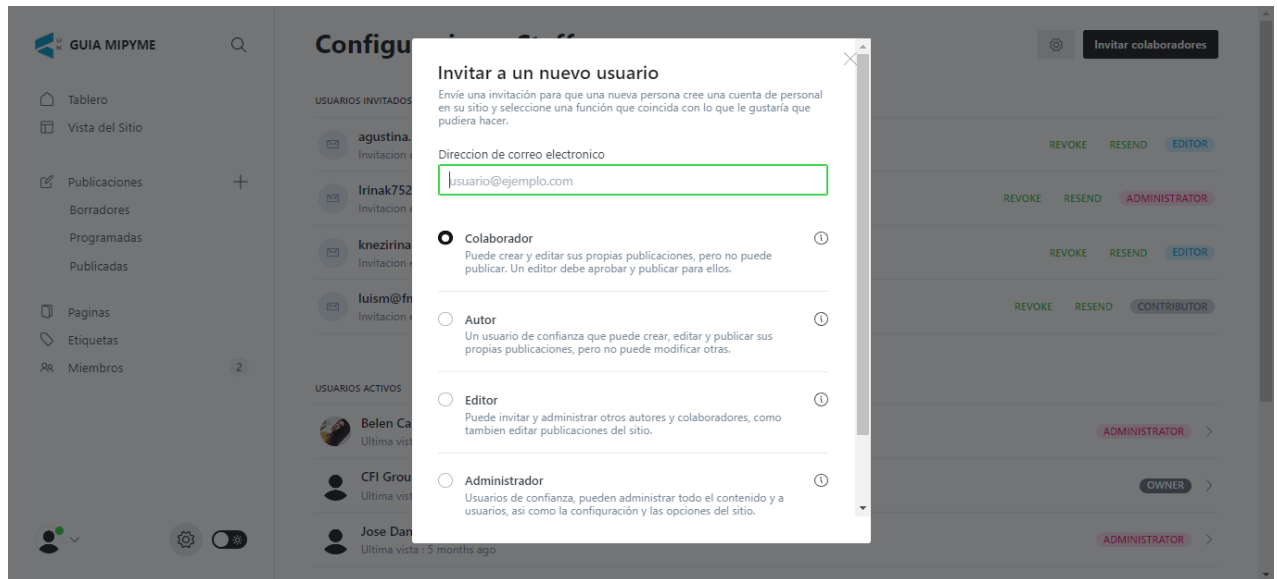 GUIA MIPYME
Tablero
Vista del Sitio
Publicaciones
Borradores
Programadas
Publicadas
Paginas
Etiquetas
Miembros 2
Invitar colaboradores
USUARIOS INVITADOS
agustina.
Invitacion
REVOKE RESEND EDITOR
Irinak752
Invitacion
REVOKE RESEND ADMINISTRATOR
knezirina
Invitacion
REVOKE RESEND EDITOR
luism@fn
Invitacion
REVOKE RESEND CONTRIBUTOR
USUARIOS ACTIVOS
Belen Ca
Ultima vist
ADMINISTRATOR
CFI Grou
Ultima vist
OWNER
Jose Dan
Ultima vista : 5 months ago
ADMINISTRATOR
Invitar a un nuevo usuario
Envíe una invitación para que una nueva persona cree una cuenta de personal
en su sitio y seleccione una función que coincida con lo que le gustaría que
pudiera hacer.
Direccion de correo electronico
usuario@ejemplo.com
Colaborador
Puede crear y editar sus propias publicaciones, pero no puede
publicar. Un editor debe aprobar y publicar para ellos.
Autor
Un usuario de confianza que puede crear, editar y publicar sus
propias publicaciones, pero no puede modificar otras.
Editor
Puede invitar y administrar otros autores y colaboradores, como
tambien editar publicaciones del sitio.
Administrador
Usuarios de confianza, pueden administrar todo el contenido y a
usuarios, asi como la configuración y las opciones del sitio.